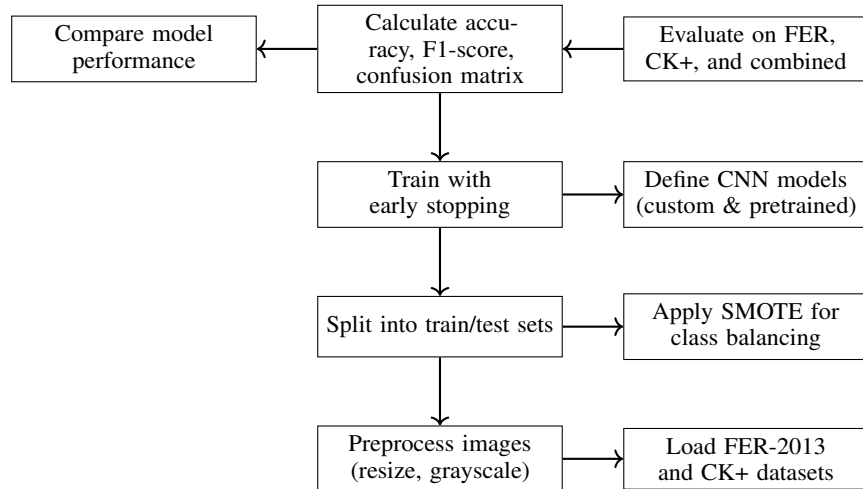 Compare model
performance
Calculate accu-
racy, F1-score,
confusion matrix
Evaluate on FER,
CK+, and combined
Train with
early stopping
Define CNN models
(custom & pretrained)
Split into train/test sets
Apply SMOTE for
class balancing
Preprocess images
(resize, grayscale)
Load FER-2013
and CK+ datasets